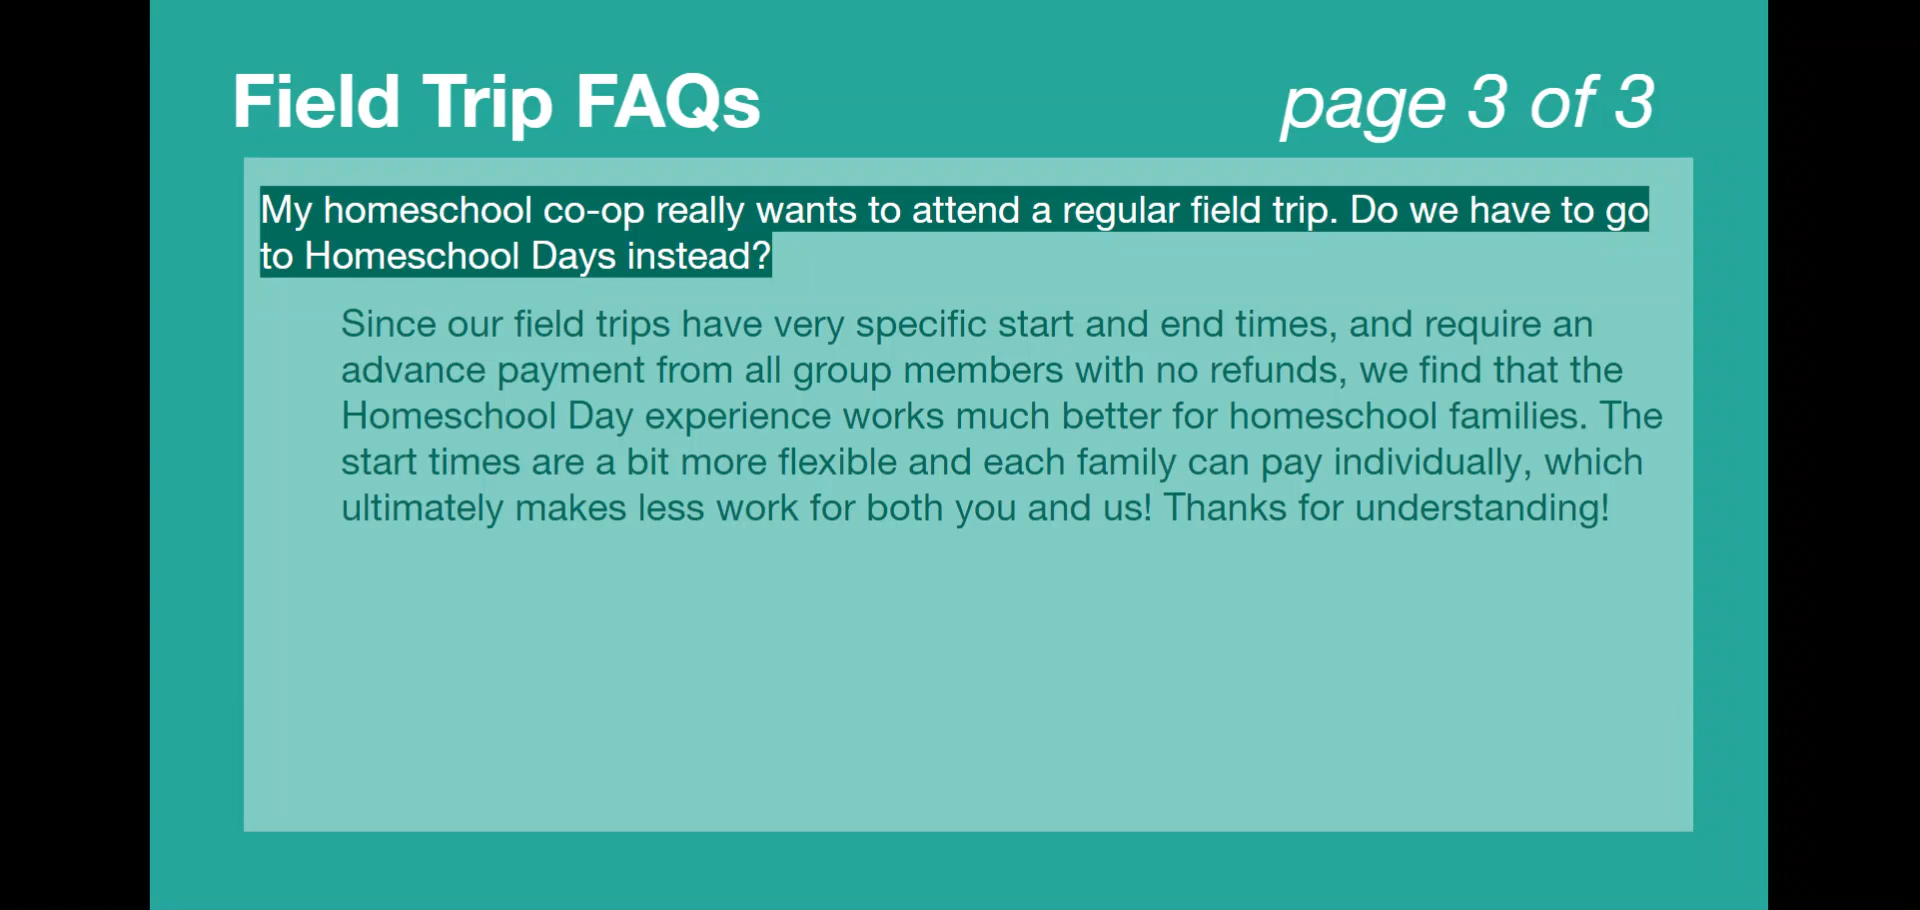 Field Trip FAQs
page 3 of 3
My homeschool co-op really wants to attend a regular field trip. Do we have to go
to Homeschool Days instead?
Since our field trips have very specific start and end times, and require an
advance payment from all group members with no refunds, we find that the
Homeschool Day experience works much better for homeschool families. The
start times are a bit more flexible and each family can pay individually, which
ultimately makes less work for both you and us! Thanks for understanding!